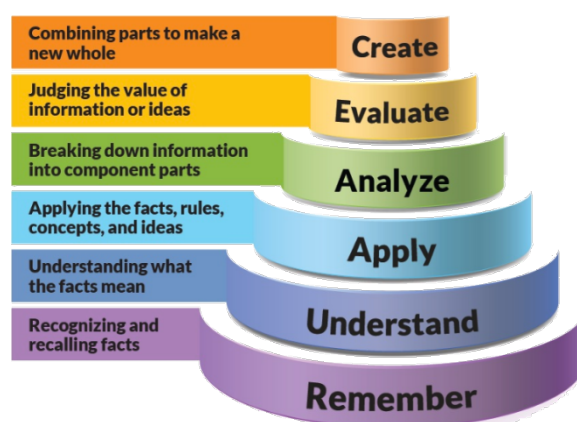 Combining parts to make a
new whole
Create
Judging the value of
information or ideas
Evaluate
Breaking down information
into component parts
Analyze
Applying the facts, rules,
concepts, and ideas
Apply
Understanding what
the facts mean
Understand
Recognizing and
recalling facts
Remember